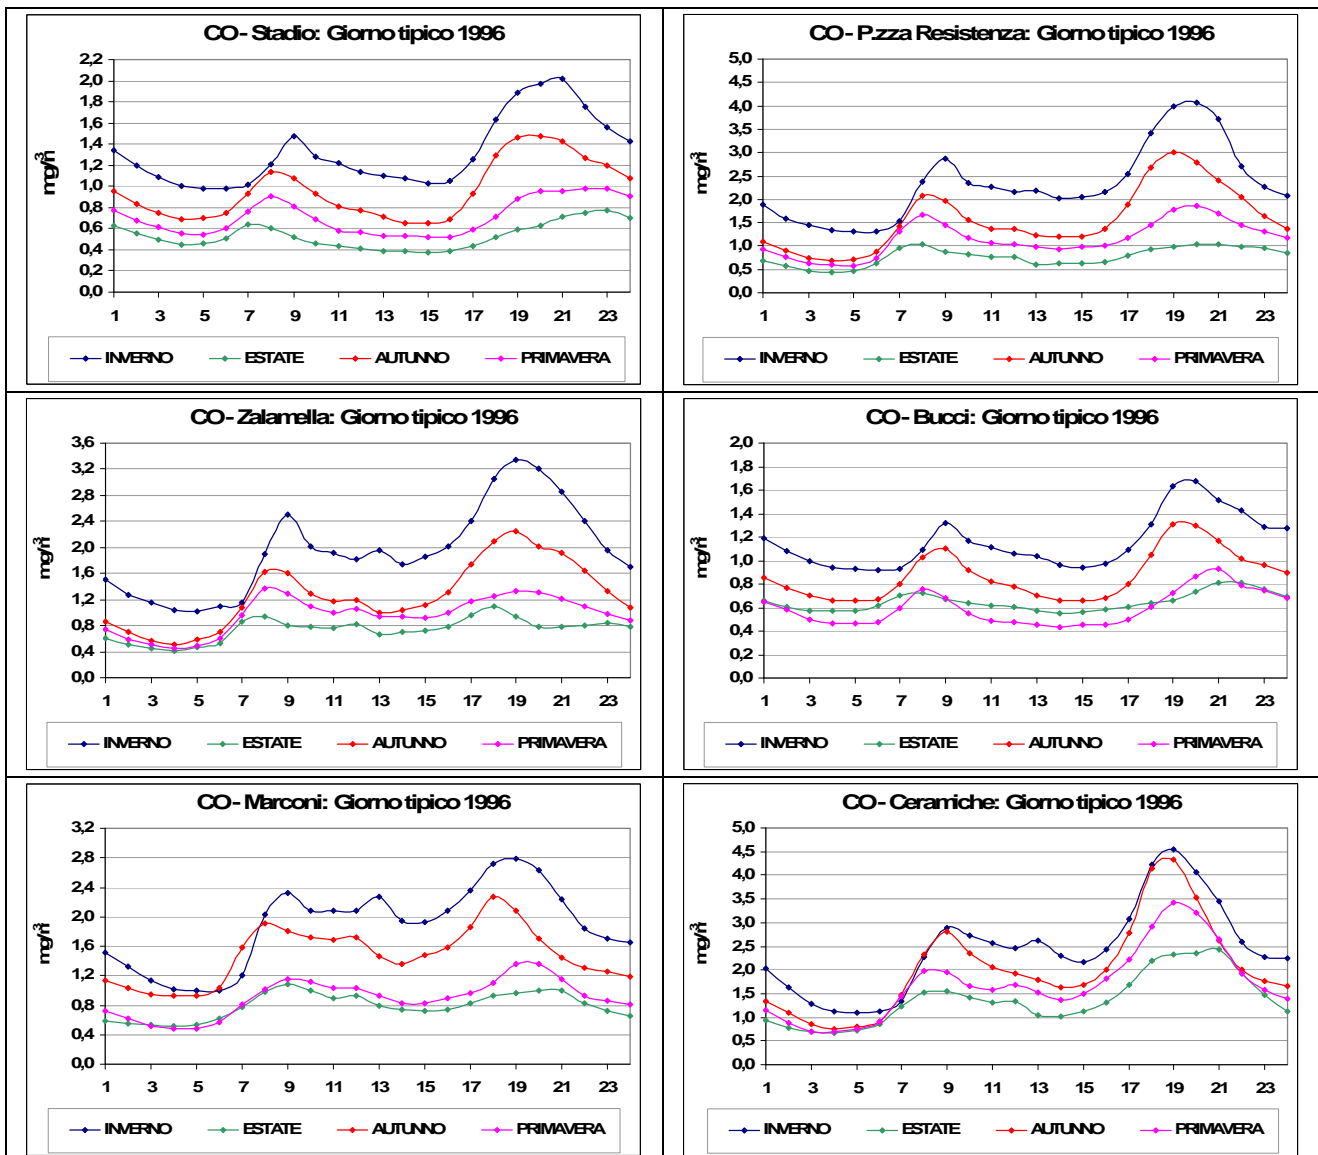 CO - Stadio: Giorno tipico 1996
mg/m³
2,2
2,0
1,8
1,6
1,4
1,2
1,0
0,8
0,6
0,4
0,2
0,0
1 3 5 7 9 11 13 15 17 19 21 23
INVERNO ESTATE AUTUNNO PRIMAVERA
CO - P.zza Resistenza: Giorno tipico 1996
mg/m³
5,0
4,5
4,0
3,5
3,0
2,5
2,0
1,5
1,0
0,5
0,0
1 3 5 7 9 11 13 15 17 19 21 23
INVERNO ESTATE AUTUNNO PRIMAVERA
CO - Zalamella: Giorno tipico 1996
mg/m³
3,6
3,2
2,8
2,4
2,0
1,6
1,2
0,8
0,4
0,0
1 3 5 7 9 11 13 15 17 19 21 23
INVERNO ESTATE AUTUNNO PRIMAVERA
CO - Bucci: Giorno tipico 1996
mg/m³
2,0
1,8
1,6
1,4
1,2
1,0
0,8
0,6
0,4
0,2
0,0
1 3 5 7 9 11 13 15 17 19 21 23
INVERNO ESTATE AUTUNNO PRIMAVERA
CO - Marconi: Giorno tipico 1996
mg/m³
3,2
2,8
2,4
2,0
1,6
1,2
0,8
0,4
0,0
1 3 5 7 9 11 13 15 17 19 21 23
INVERNO ESTATE AUTUNNO PRIMAVERA
CO - Ceramiche: Giorno tipico 1996
mg/m³
5,0
4,5
4,0
3,5
3,0
2,5
2,0
1,5
1,0
0,5
0,0
1 3 5 7 9 11 13 15 17 19 21 23
INVERNO ESTATE AUTUNNO PRIMAVERA